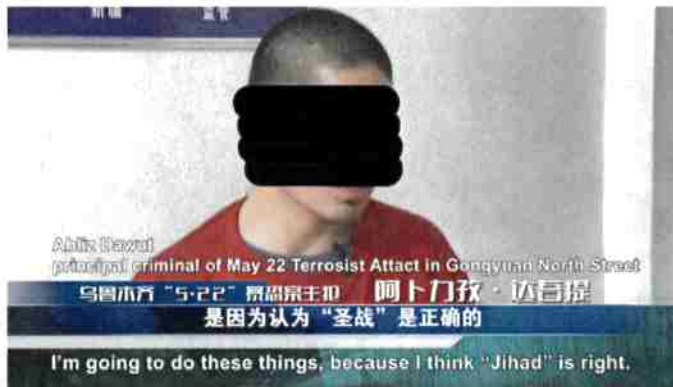 Abliz Dawut
principal criminal of May 22 Terrosist Attact in Gongyuan North Street
乌鲁木齐“5·22”暴恐案主犯 阿卜力孜·达吾提
是因为认为“圣战”是正确的
I'm going to do these things, because I think “Jihad” is right.